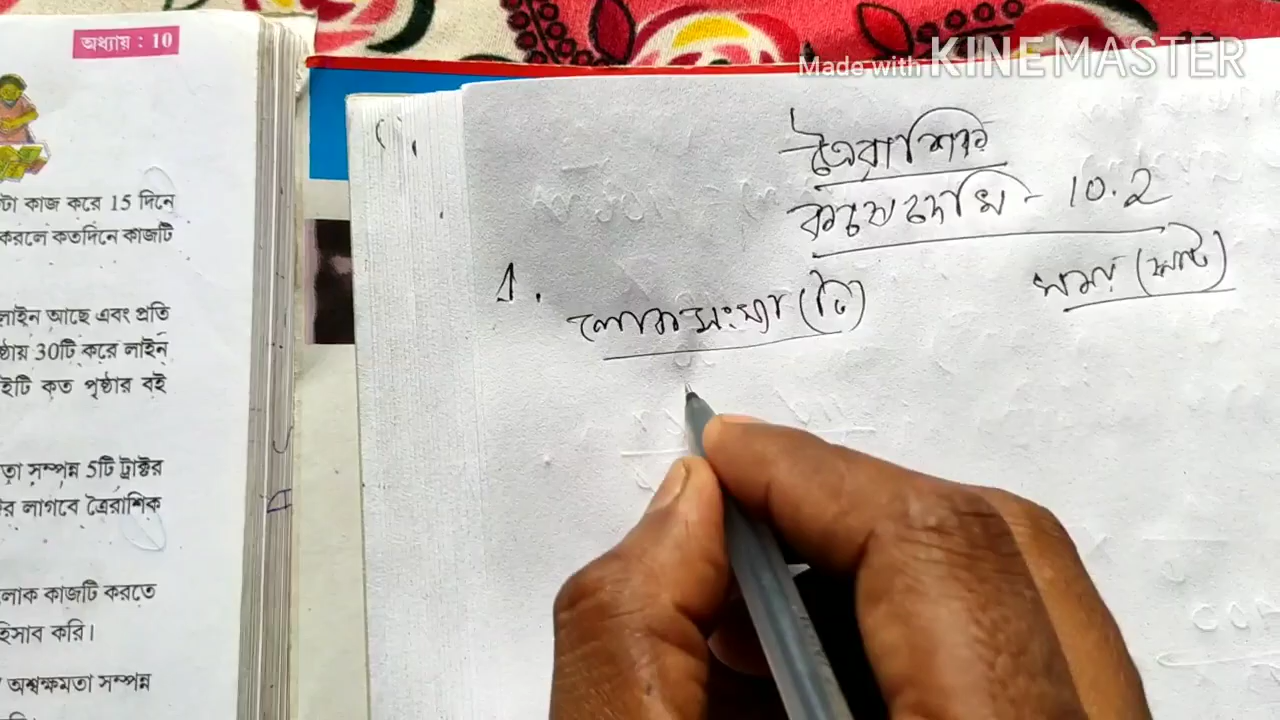 অধ্যায় : 10
টা কাজ করে 15 দিনে
করলে কতদিনে কাজটি
লাইন আছে এবং প্রতি
ষ্ঠায় 30টি করে লাইন
ইটি কত পৃষ্ঠার বই
তা সম্পন্ন 5টি ট্রাক্টর
র লাগবে ত্রৈরাশিক
লোক কাজটি করতে
হিসাব করি।
অশ্বক্ষমতা সম্পন্ন
Made with KINEMASTER
ত্রৈরাশিক
কষে দেখি - 10.2
1.
লোকসংখ্যা (টি)